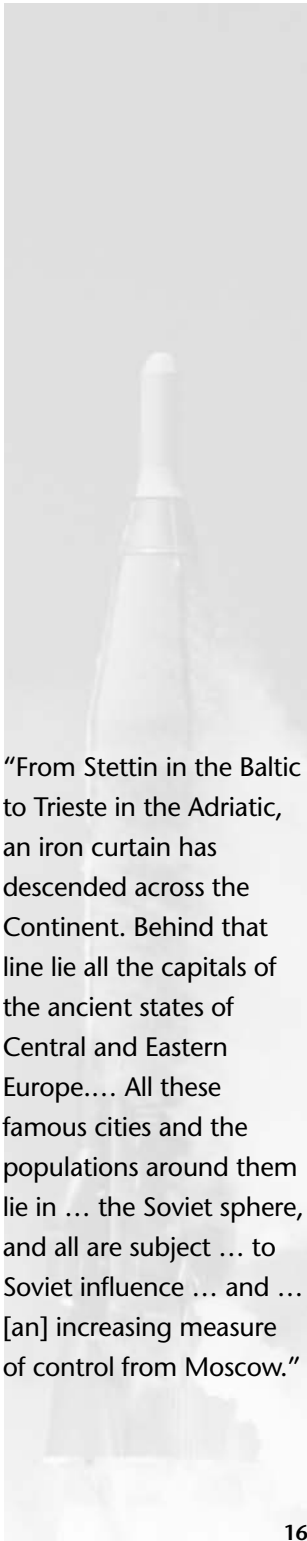 “From Stettin in the Baltic
to Trieste in the Adriatic,
an iron curtain has
descended across the
Continent. Behind that
line lie all the capitals of
the ancient states of
Central and Eastern
Europe.… All these
famous cities and the
populations around them
lie in … the Soviet sphere,
and all are subject … to
Soviet influence … and …
[an] increasing measure
of control from Moscow.”
16